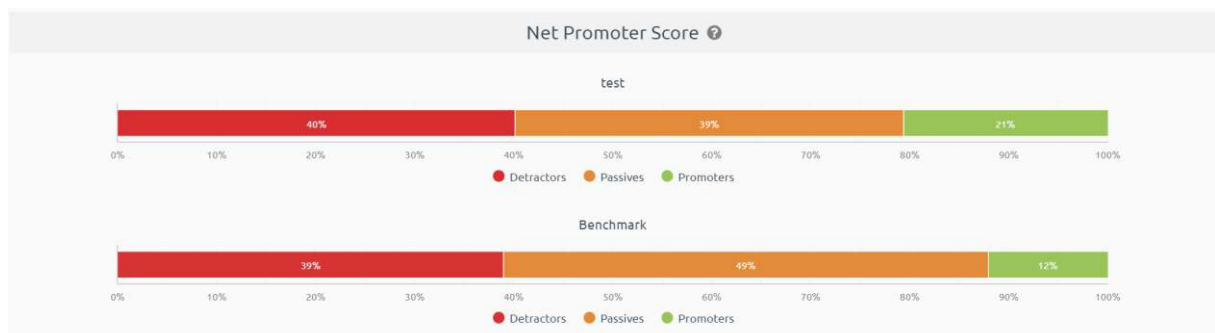 Net Promoter Score ?
test
40% 39% 21%
0% 10% 20% 30% 40% 50% 60% 70% 80% 90% 100%
Detractors Passives Promoters
Benchmark
39% 49% 12%
0% 10% 20% 30% 40% 50% 60% 70% 80% 90% 100%
Detractors Passives Promoters